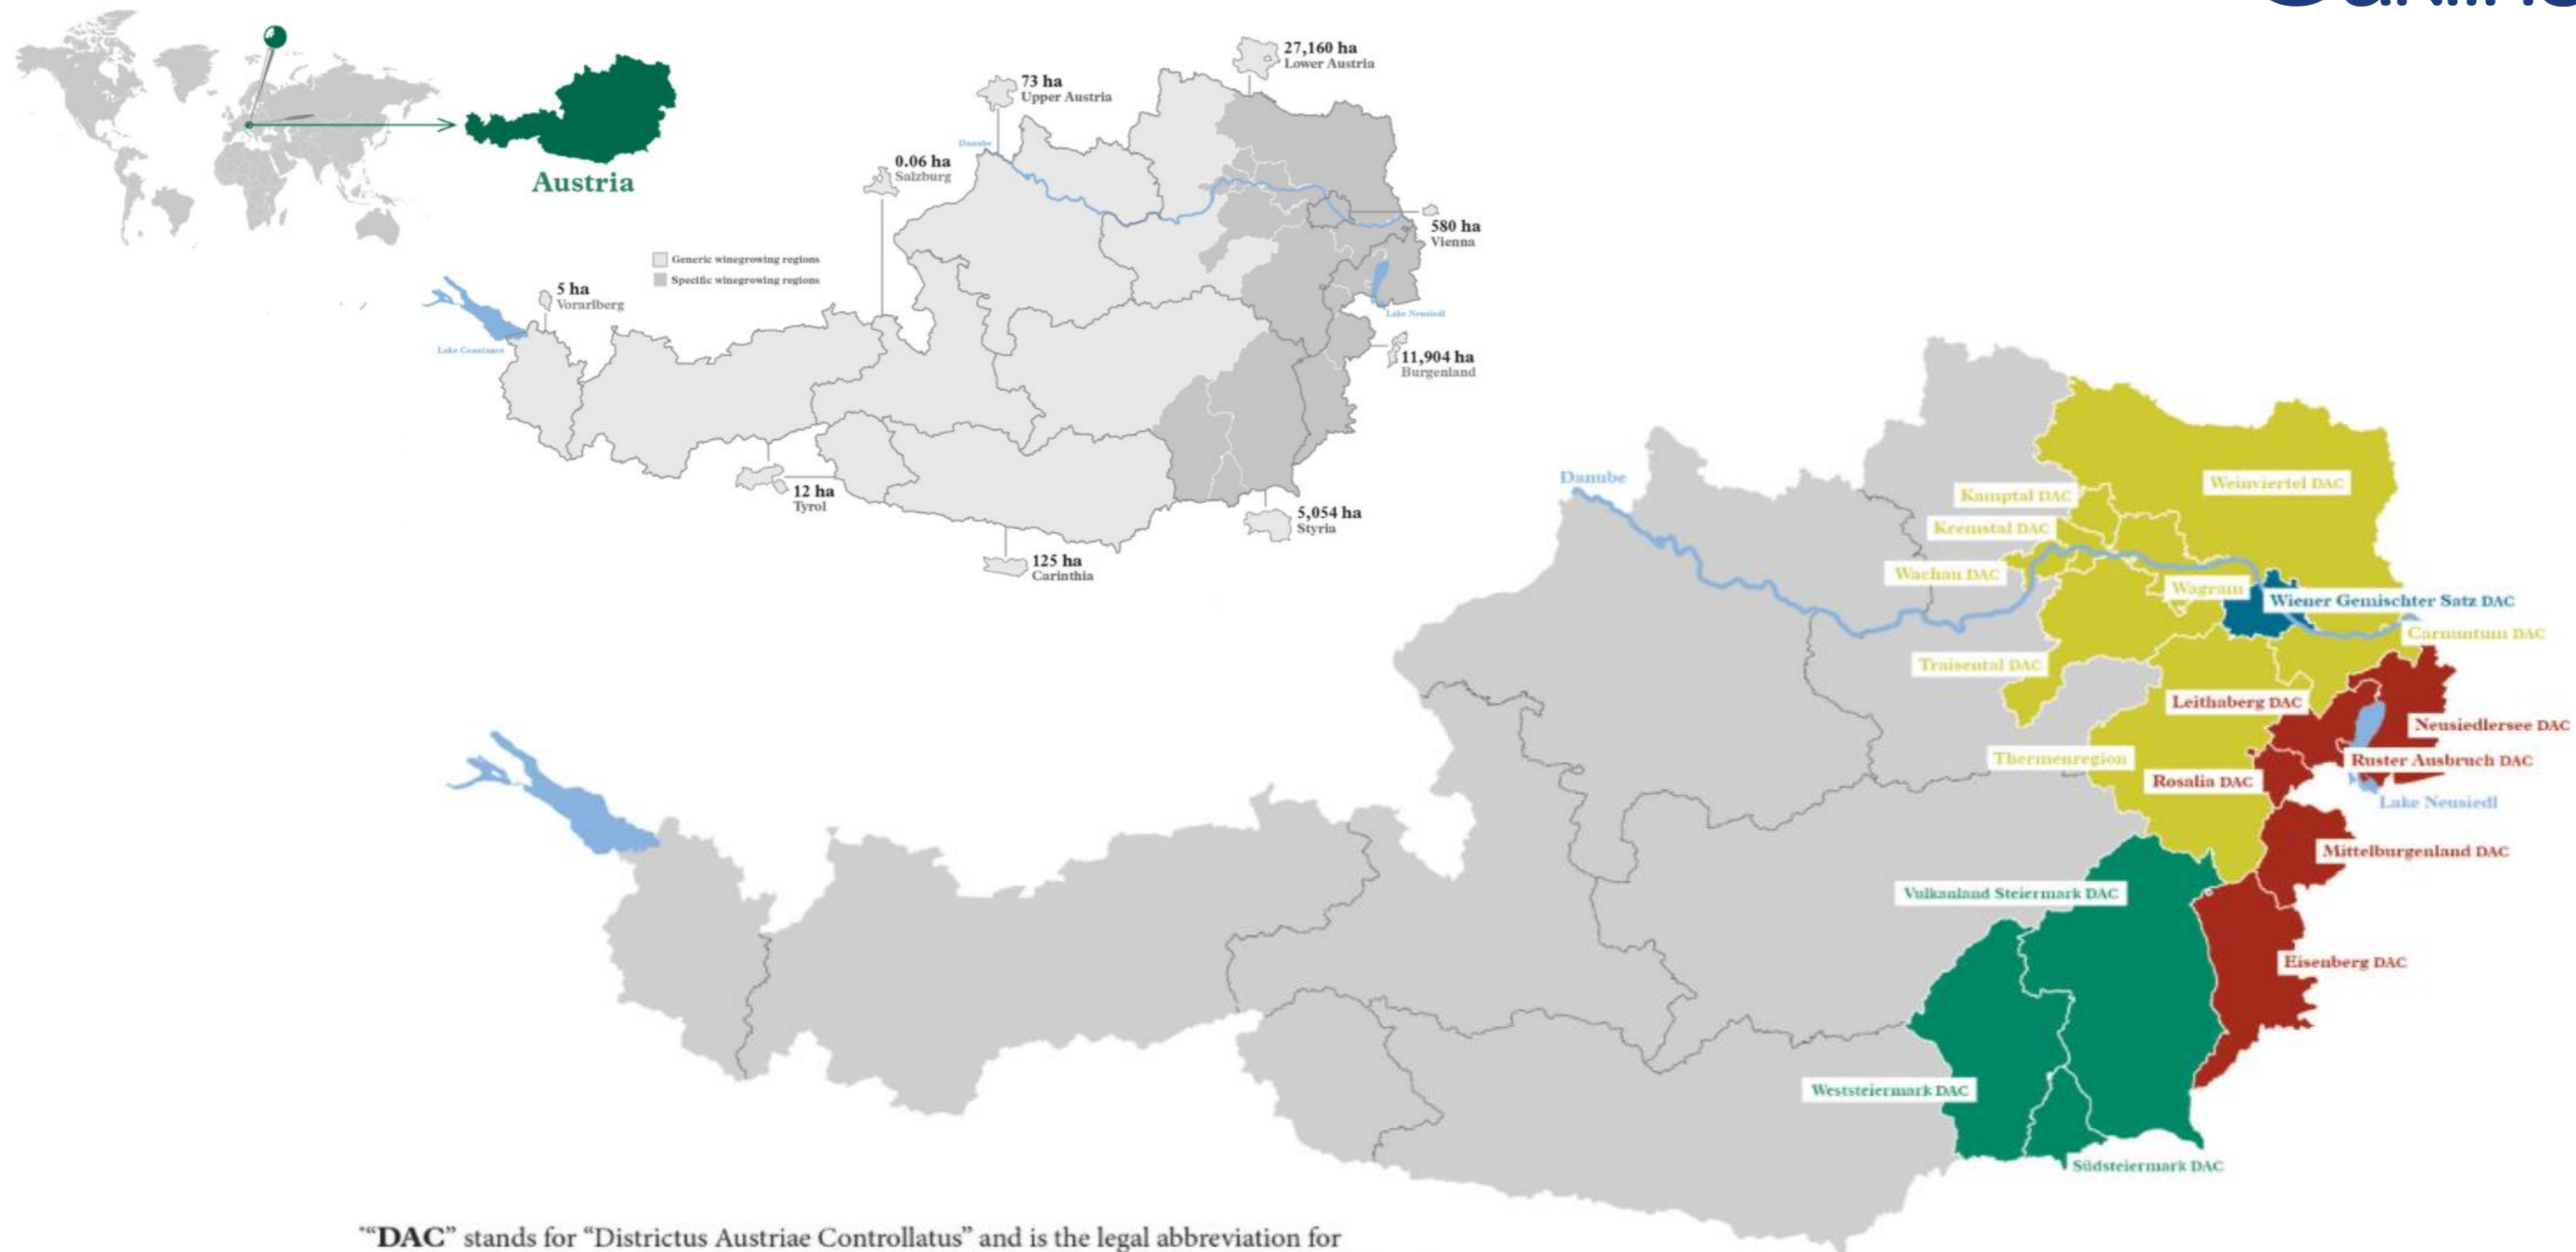 Austria
73 ha
Upper Austria
27,160 ha
Lower Austria
Danube
0.06 ha
Salzburg
580 ha
Vienna
Generic winegrowing regions
Specific winegrowing regions
5 ha
Vorarlberg
Lake Constance
Lake Neusiedl
11,904 ha
Burgenland
12 ha
Tyrol
5,054 ha
Styria
125 ha
Carinthia
Danube
Weinviertel DAC
Kamptal DAC
Kremstal DAC
Wachau DAC
Wagram
Wiener Gemischter Satz DAC
Carnuntum DAC
Traisental DAC
Leithaberg DAC
Neusiedlersee DAC
Thermenregion
Ruster Ausbruch DAC
Rosalia DAC
Lake Neusiedl
Mittelburgenland DAC
Vulkanland Steiermark DAC
Eisenberg DAC
Weststeiermark DAC
Südsteiermark DAC
"“DAC” stands for “Districtus Austriae Controllatus” and is the legal abbreviation for